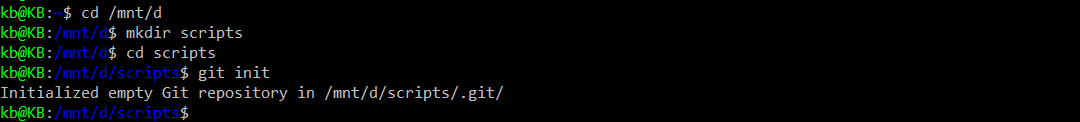 kb@KB:~$ cd /mnt/d
kb@KB:/mnt/d$ mkdir scripts
kb@KB:/mnt/d$ cd scripts
kb@KB:/mnt/d/scripts$ git init
Initialized empty Git repository in /mnt/d/scripts/.git/
kb@KB:/mnt/d/scripts$